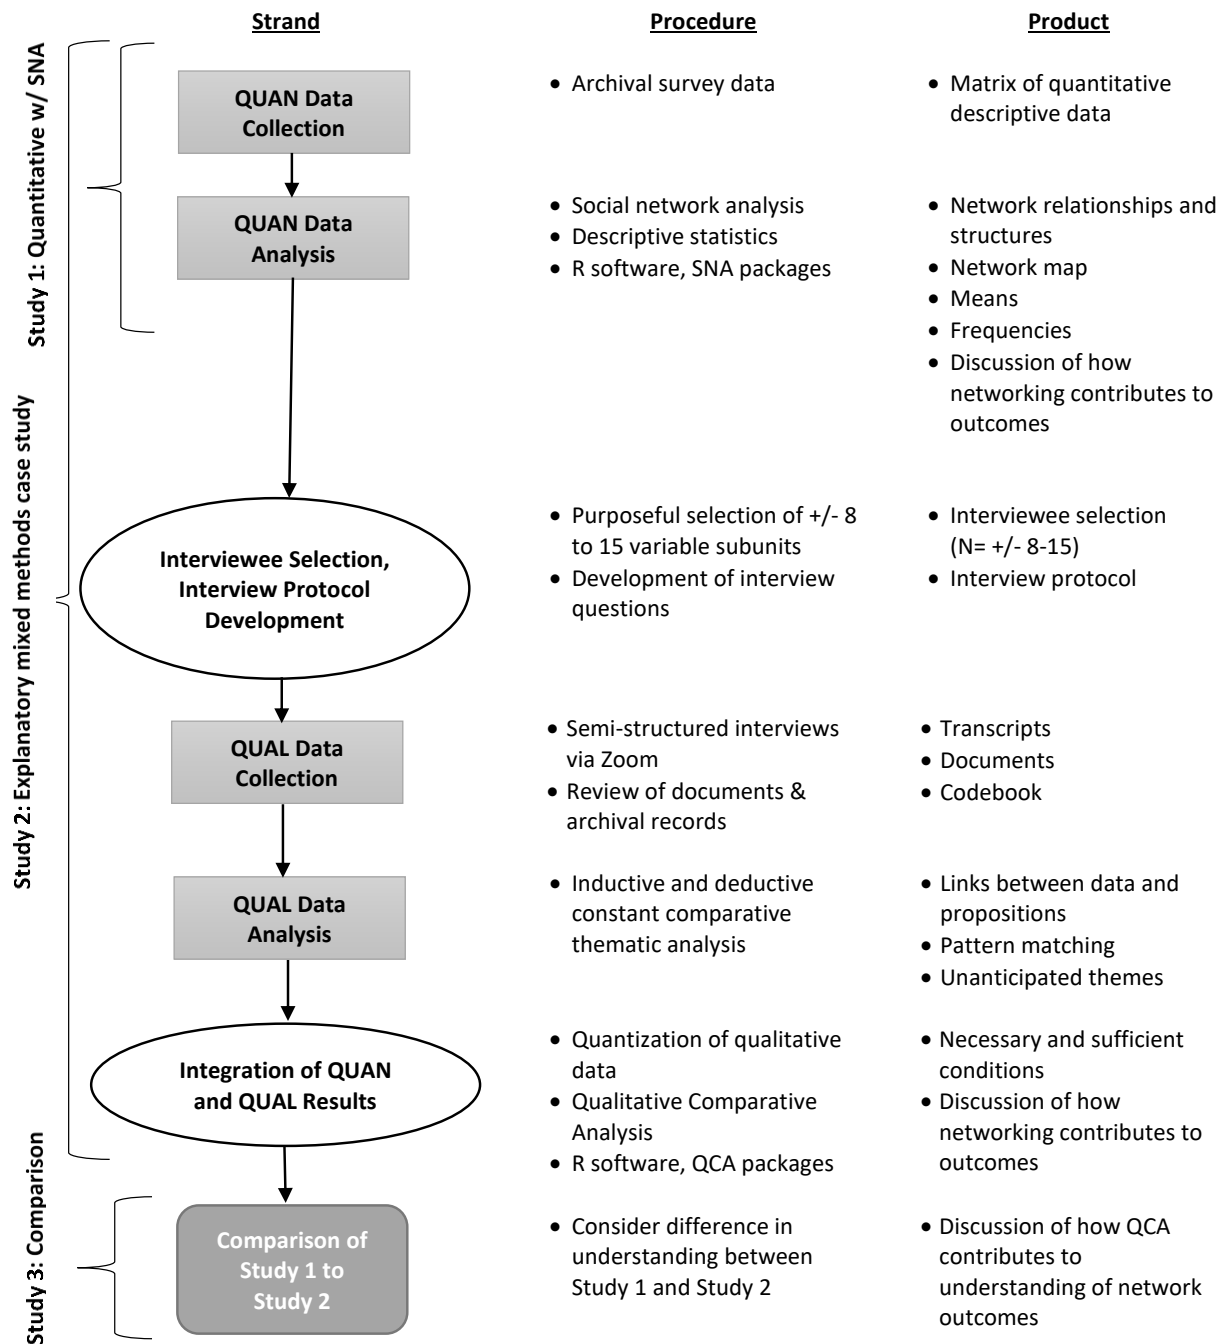 Strand
Procedure
Product
Study 1: Quantitative w/ SNA
Study 2: Explanatory mixed methods case study
Study 3: Comparison
QUAN Data
Collection
• Archival survey data
• Matrix of quantitative
descriptive data
QUAN Data
Analysis
• Social network analysis
• Descriptive statistics
• R software, SNA packages
• Network relationships and
structures
• Network map
• Means
• Frequencies
• Discussion of how
networking contributes to
outcomes
Interviewee Selection,
Interview Protocol
Development
• Purposeful selection of +/- 8
to 15 variable subunits
• Development of interview
questions
• Interviewee selection
(N= +/- 8-15)
• Interview protocol
QUAL Data
Collection
• Semi-structured interviews
via Zoom
• Review of documents &
archival records
• Transcripts
• Documents
• Codebook
QUAL Data
Analysis
• Inductive and deductive
constant comparative
thematic analysis
• Links between data and
propositions
• Pattern matching
• Unanticipated themes
Integration of QUAN
and QUAL Results
• Quantization of qualitative
data
• Qualitative Comparative
Analysis
• R software, QCA packages
• Necessary and sufficient
conditions
• Discussion of how
networking contributes to
outcomes
Comparison of
Study 1 to
Study 2
• Consider difference in
understanding between
Study 1 and Study 2
• Discussion of how QCA
contributes to
understanding of network
outcomes